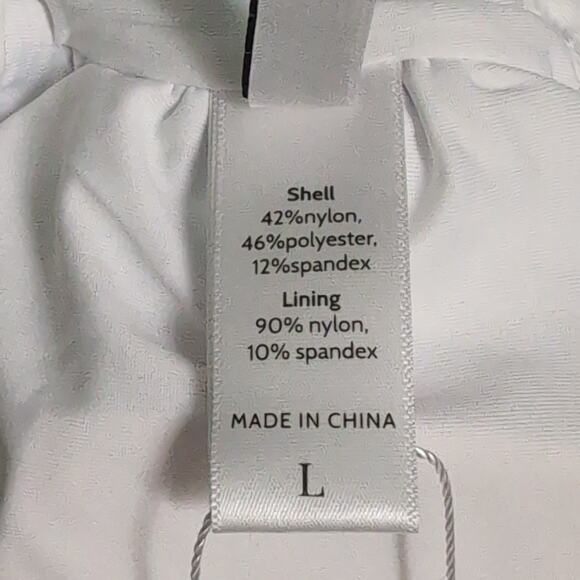 Shell
42%nylon,
46%polyester,
12%spandex
Lining
90% nylon,
10% spandex
MADE IN CHINA
L